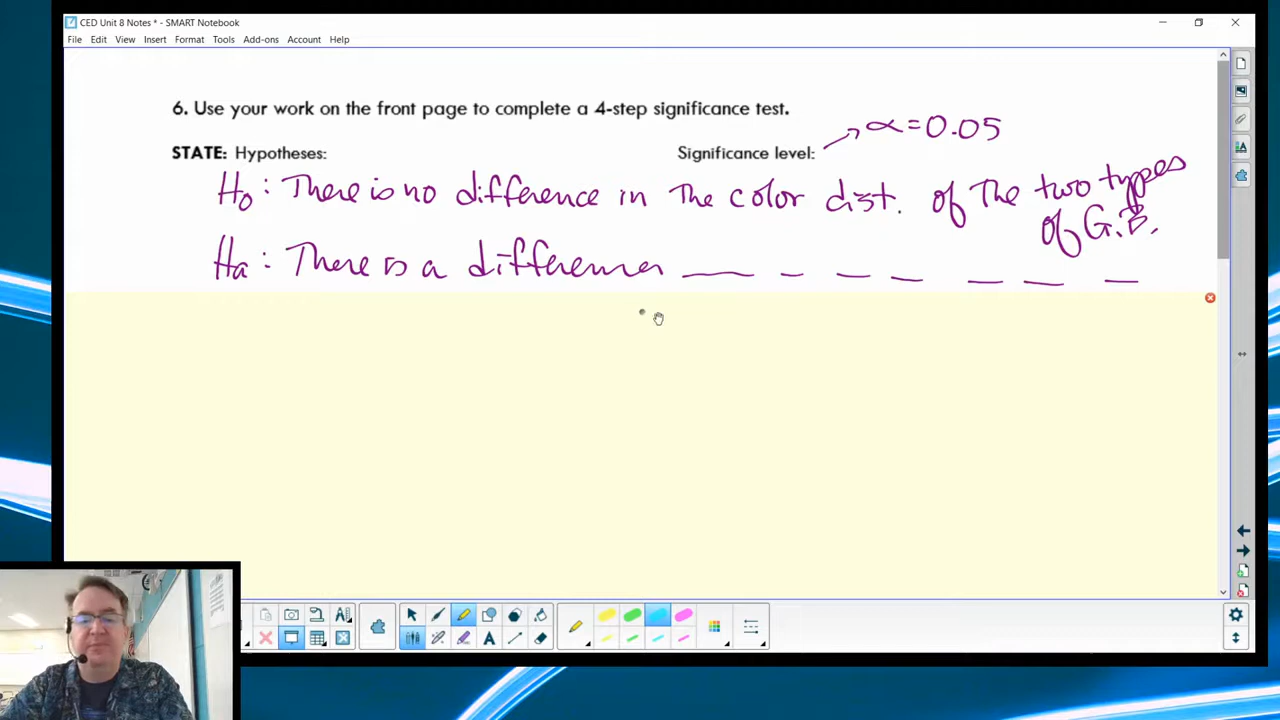 CED Unit 8 Notes * - SMART Notebook
File Edit View Insert Format Tools Add-ons Account Help
6. Use your work on the front page to complete a 4-step significance test.
STATE: Hypotheses:
Significance level: α = 0.05
H0: There is no difference in the color dist. of the two types
of G.B.
Ha: There is a difference